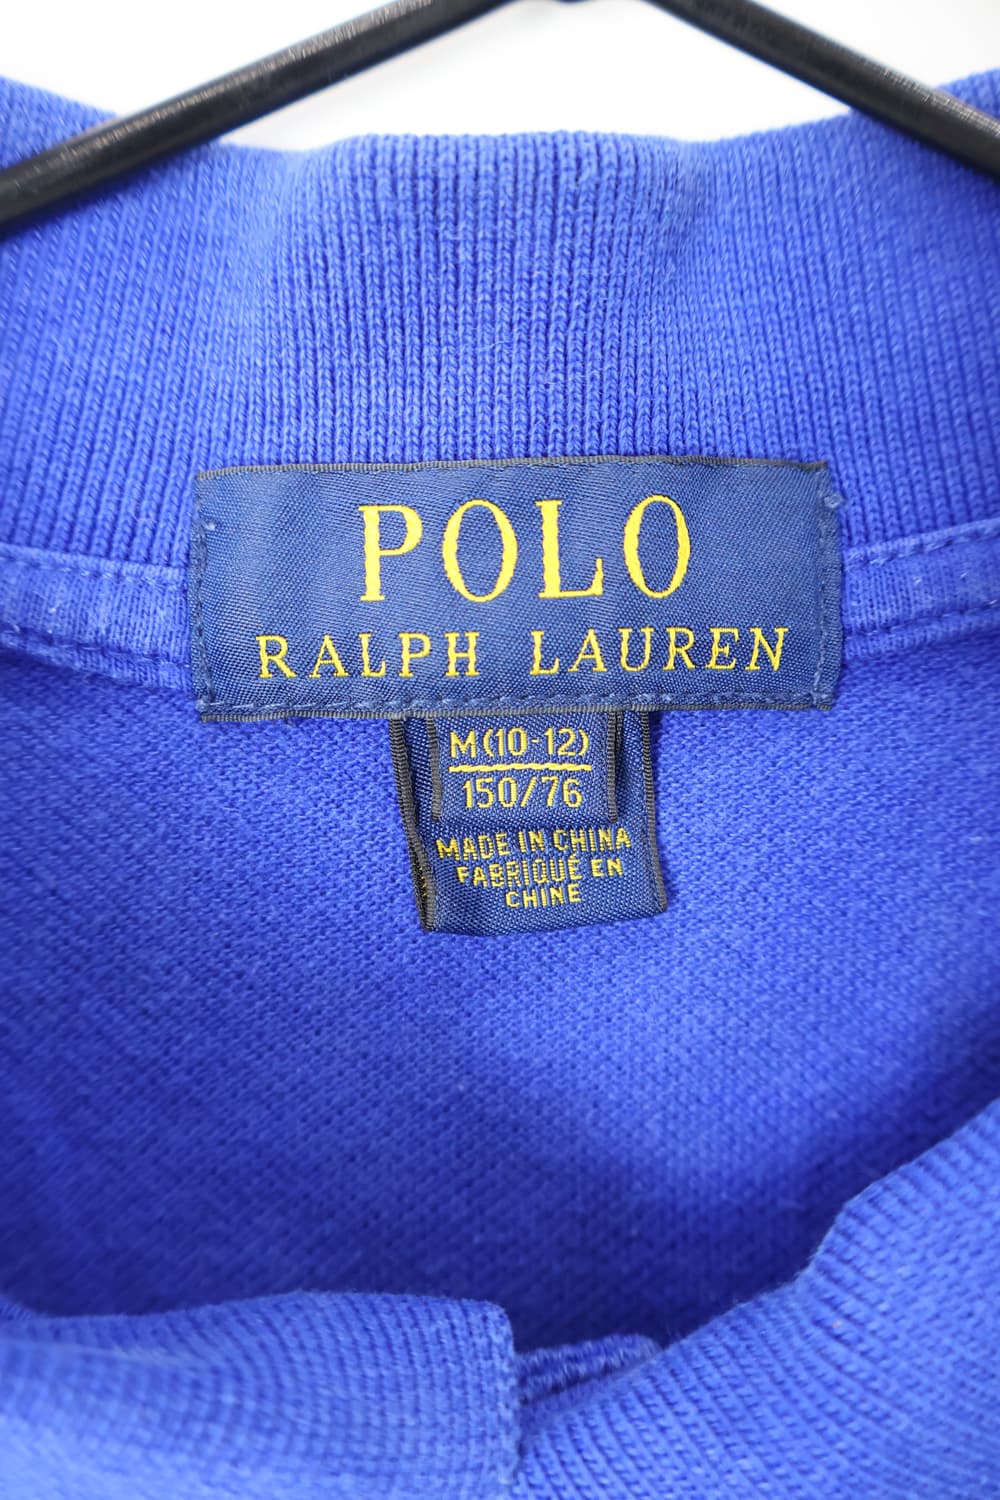 POLO
RALPH LAUREN
M(10-12)
150/76
MADE IN CHINA
FABRIQUÉ EN
CHINE